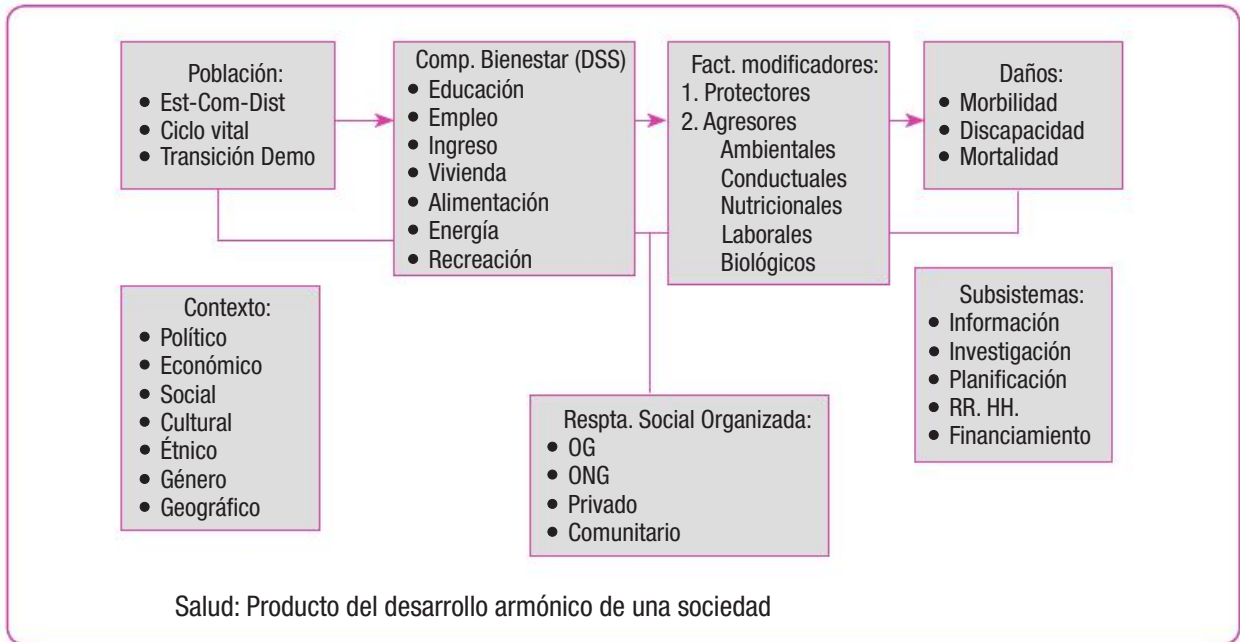 Población:
• Est-Com-Dist
• Ciclo vital
• Transición Demo
Comp. Bienestar (DSS)
• Educación
• Empleo
• Ingreso
• Vivienda
• Alimentación
• Energía
• Recreación
Fact. modificadores:
1. Protectores
2. Agresores
Ambientales
Conductuales
Nutricionales
Laborales
Biológicos
Daños:
• Morbilidad
• Discapacidad
• Mortalidad
Contexto:
• Político
• Económico
• Social
• Cultural
• Étnico
• Género
• Geográfico
Respta. Social Organizada:
• OG
• ONG
• Privado
• Comunitario
Subsistemas:
• Información
• Investigación
• Planificación
• RR. HH.
• Financiamiento
Salud: Producto del desarrollo armónico de una sociedad